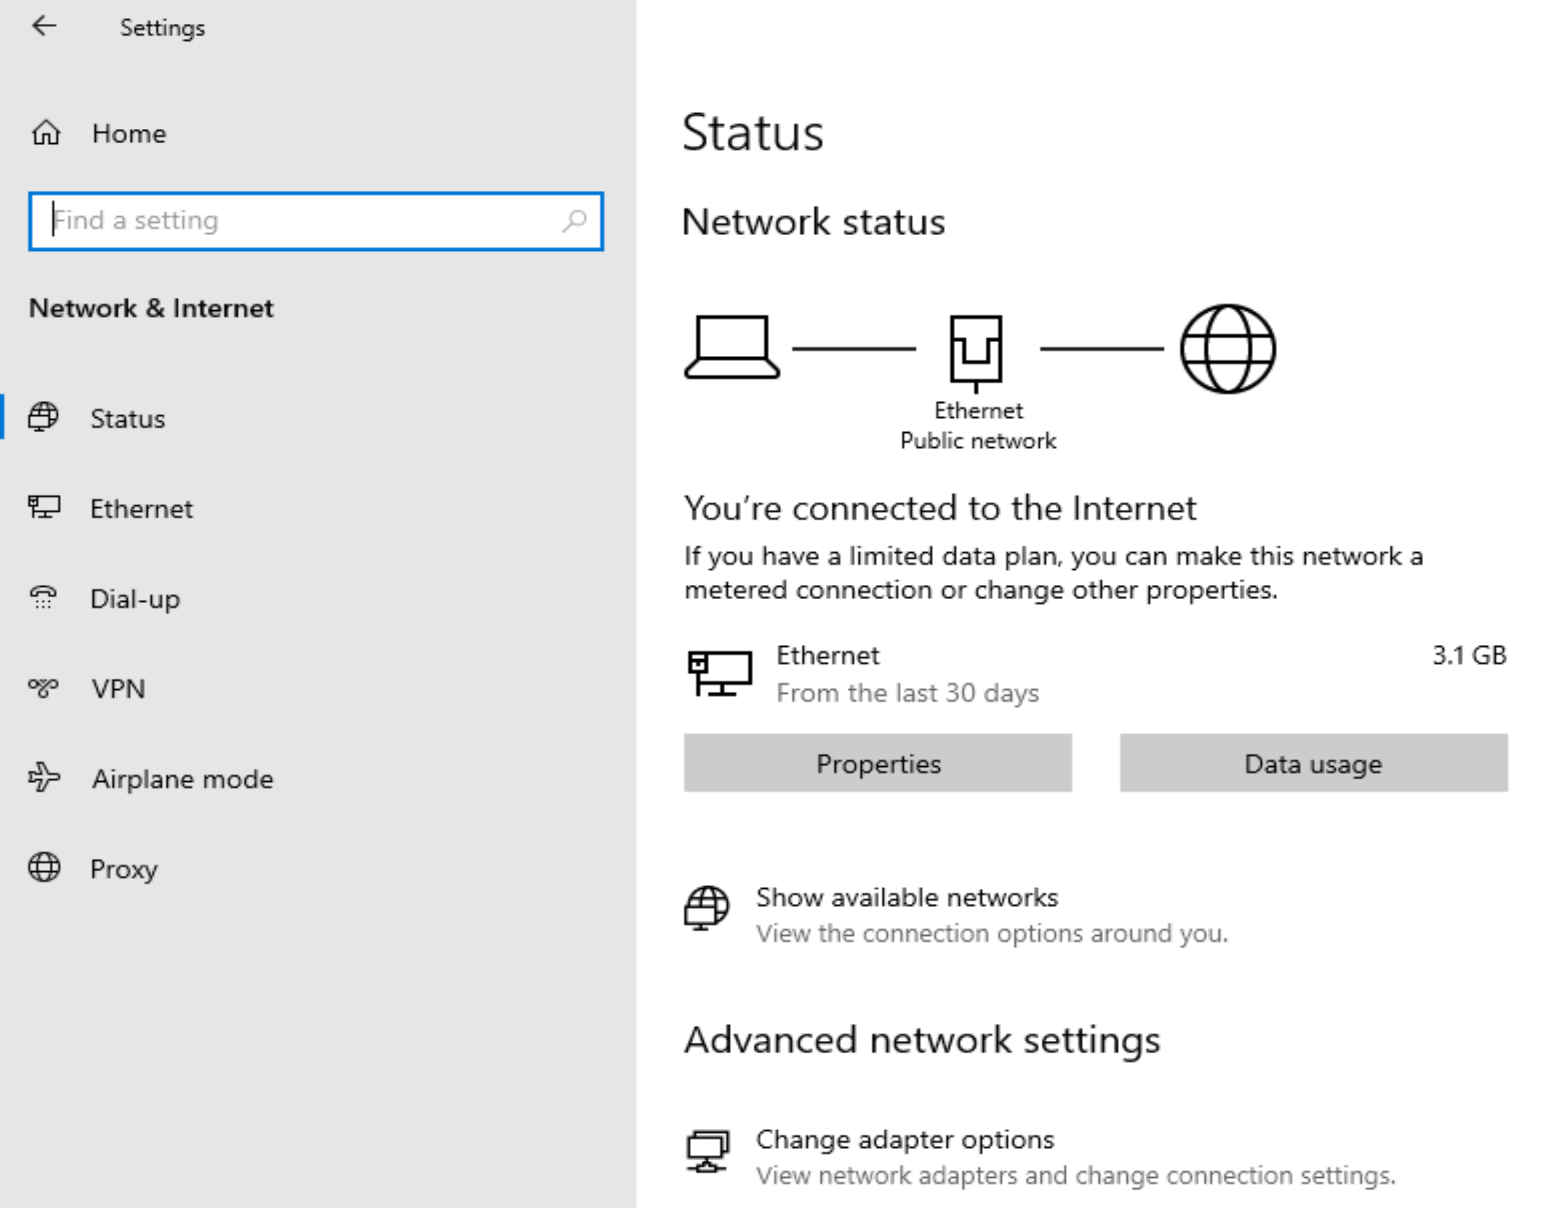 Settings
Home
Find a setting
Network & Internet
Status
Ethernet
Dial-up
VPN
Airplane mode
Proxy
Status
Network status
Ethernet
Public network
You're connected to the Internet
If you have a limited data plan, you can make this network a
metered connection or change other properties.
Ethernet
3.1 GB
From the last 30 days
Properties
Data usage
Show available networks
View the connection options around you.
Advanced network settings
Change adapter options
View network adapters and change connection settings.